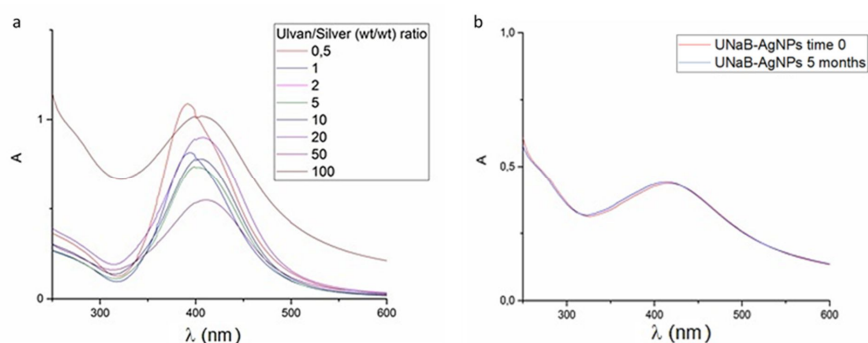 a
Ulvan/Silver (wt/wt) ratio
0,5
1
2
5
10
20
50
100
A
1
0
300
400
500
600
λ (nm)
b
1,0
UNaB-AgNPs time 0
UNaB-AgNPs 5 months
A
0,5
0,0
300
400
500
600
λ (nm)